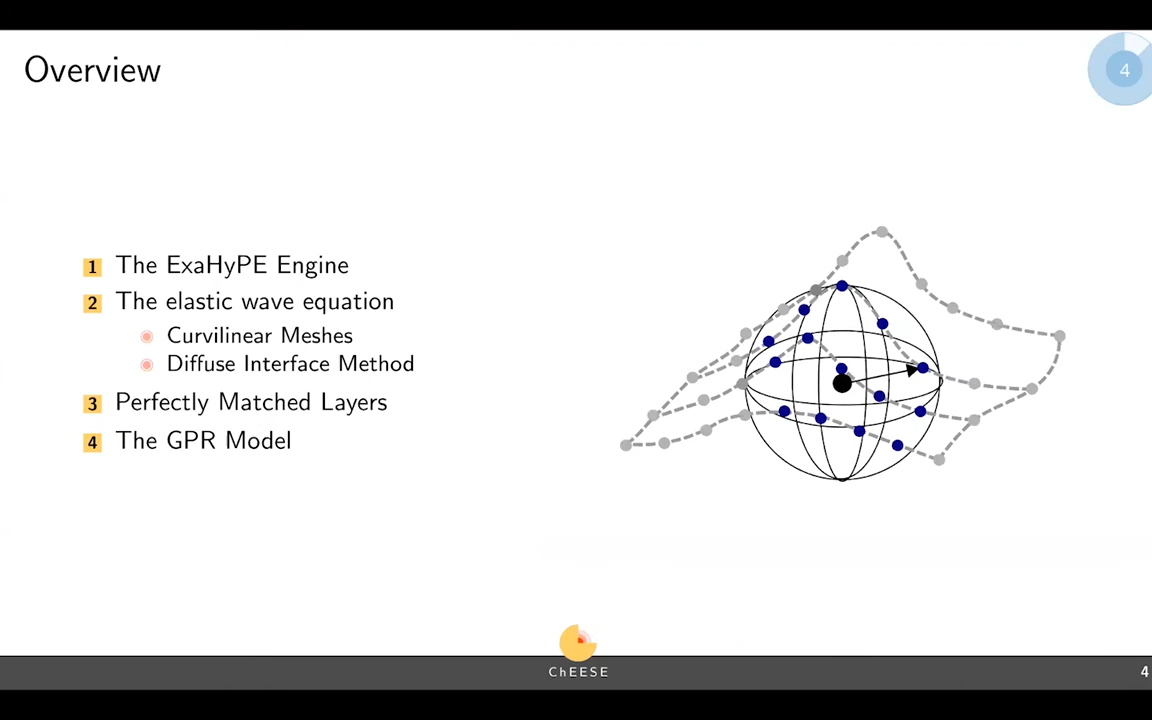 Overview
4
1 The ExaHyPE Engine
2 The elastic wave equation
Curvilinear Meshes
Diffuse Interface Method
3 Perfectly Matched Layers
4 The GPR Model
ChEESE
4